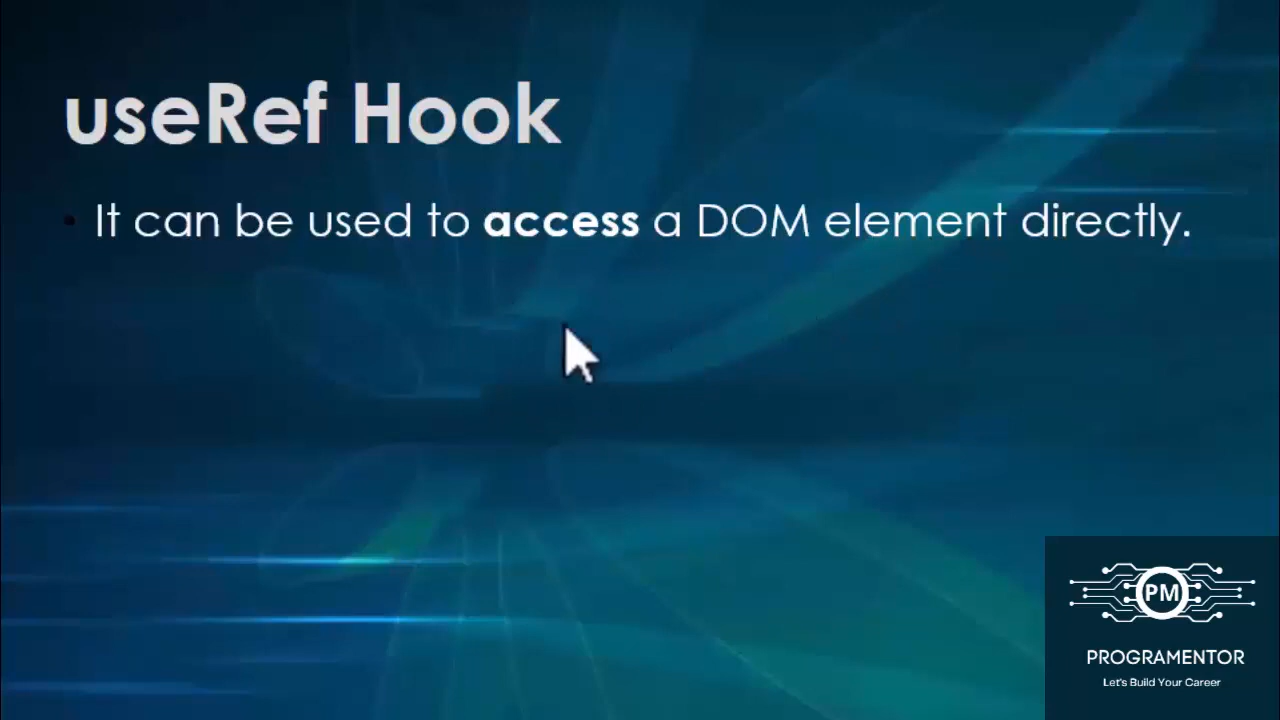 useRef Hook
• It can be used to access a DOM element directly.
PM
PROGRAMENTOR
Let's Build Your Career